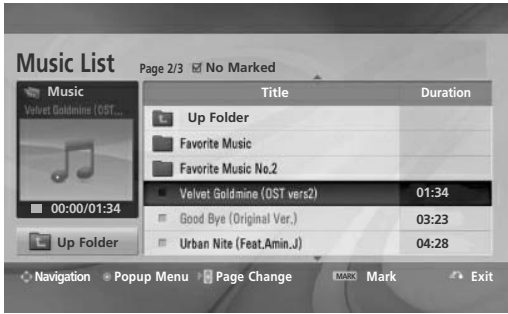 Music List Page 2/3 No Marked
Music
Velvet Goldmine (OST...
00:00/01:34
Up Folder
Title Duration
Up Folder
Favorite Music
Favorite Music No.2
Velvet Goldmine (OST vers2) 01:34
Good Bye (Original Ver.) 03:23
Urban Nite (Feat.Amin.J) 04:28
Navigation Popup Menu Page Change MARK Mark Exit